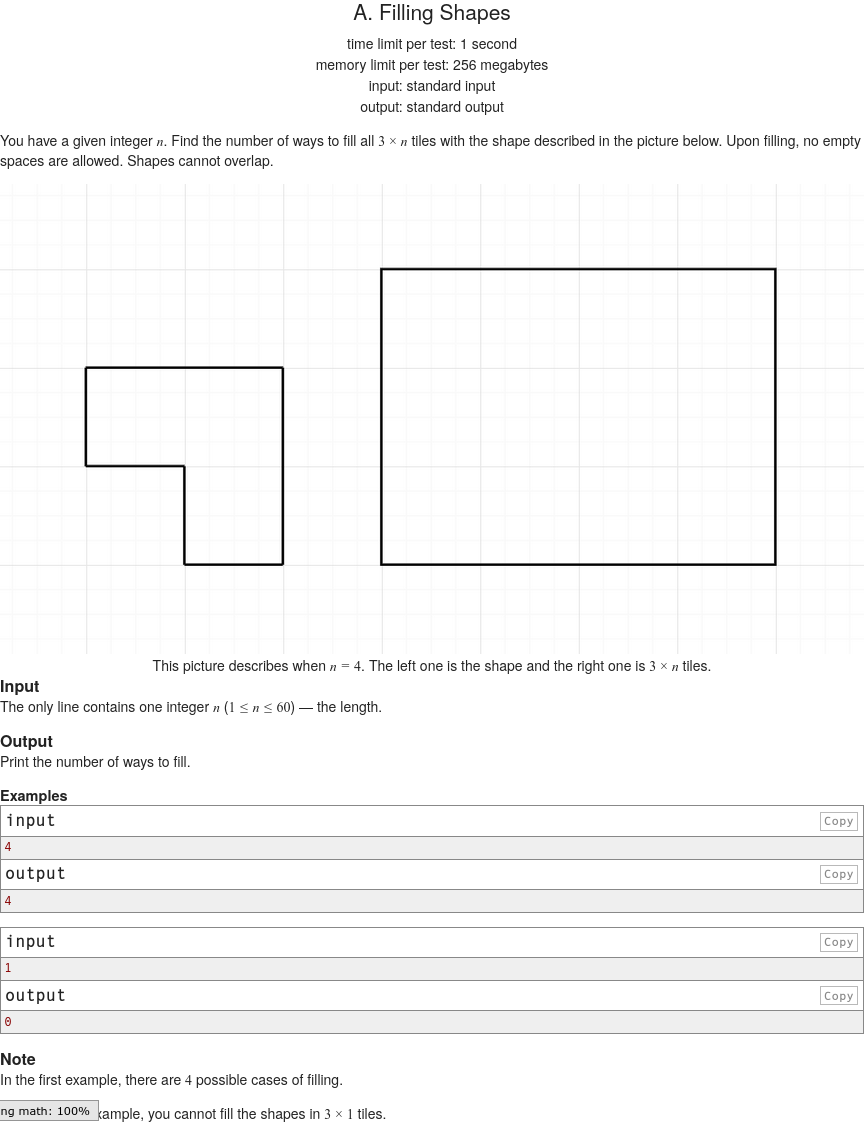 A. Filling Shapes
time limit per test: 1 second
memory limit per test: 256 megabytes
input: standard input
output: standard output
You have a given integer n. Find the number of ways to fill all 3 × n tiles with the shape described in the picture below. Upon filling, no empty
spaces are allowed. Shapes cannot overlap.
This picture describes when n = 4. The left one is the shape and the right one is 3 × n tiles.
Input
The only line contains one integer n (1 ≤ n ≤ 60) — the length.
Output
Print the number of ways to fill.
Examples
input
Copy
4
output
Copy
4
input
Copy
1
output
Copy
0
Note
In the first example, there are 4 possible cases of filling.
ng math: 100%
xample, you cannot fill the shapes in 3 × 1 tiles.